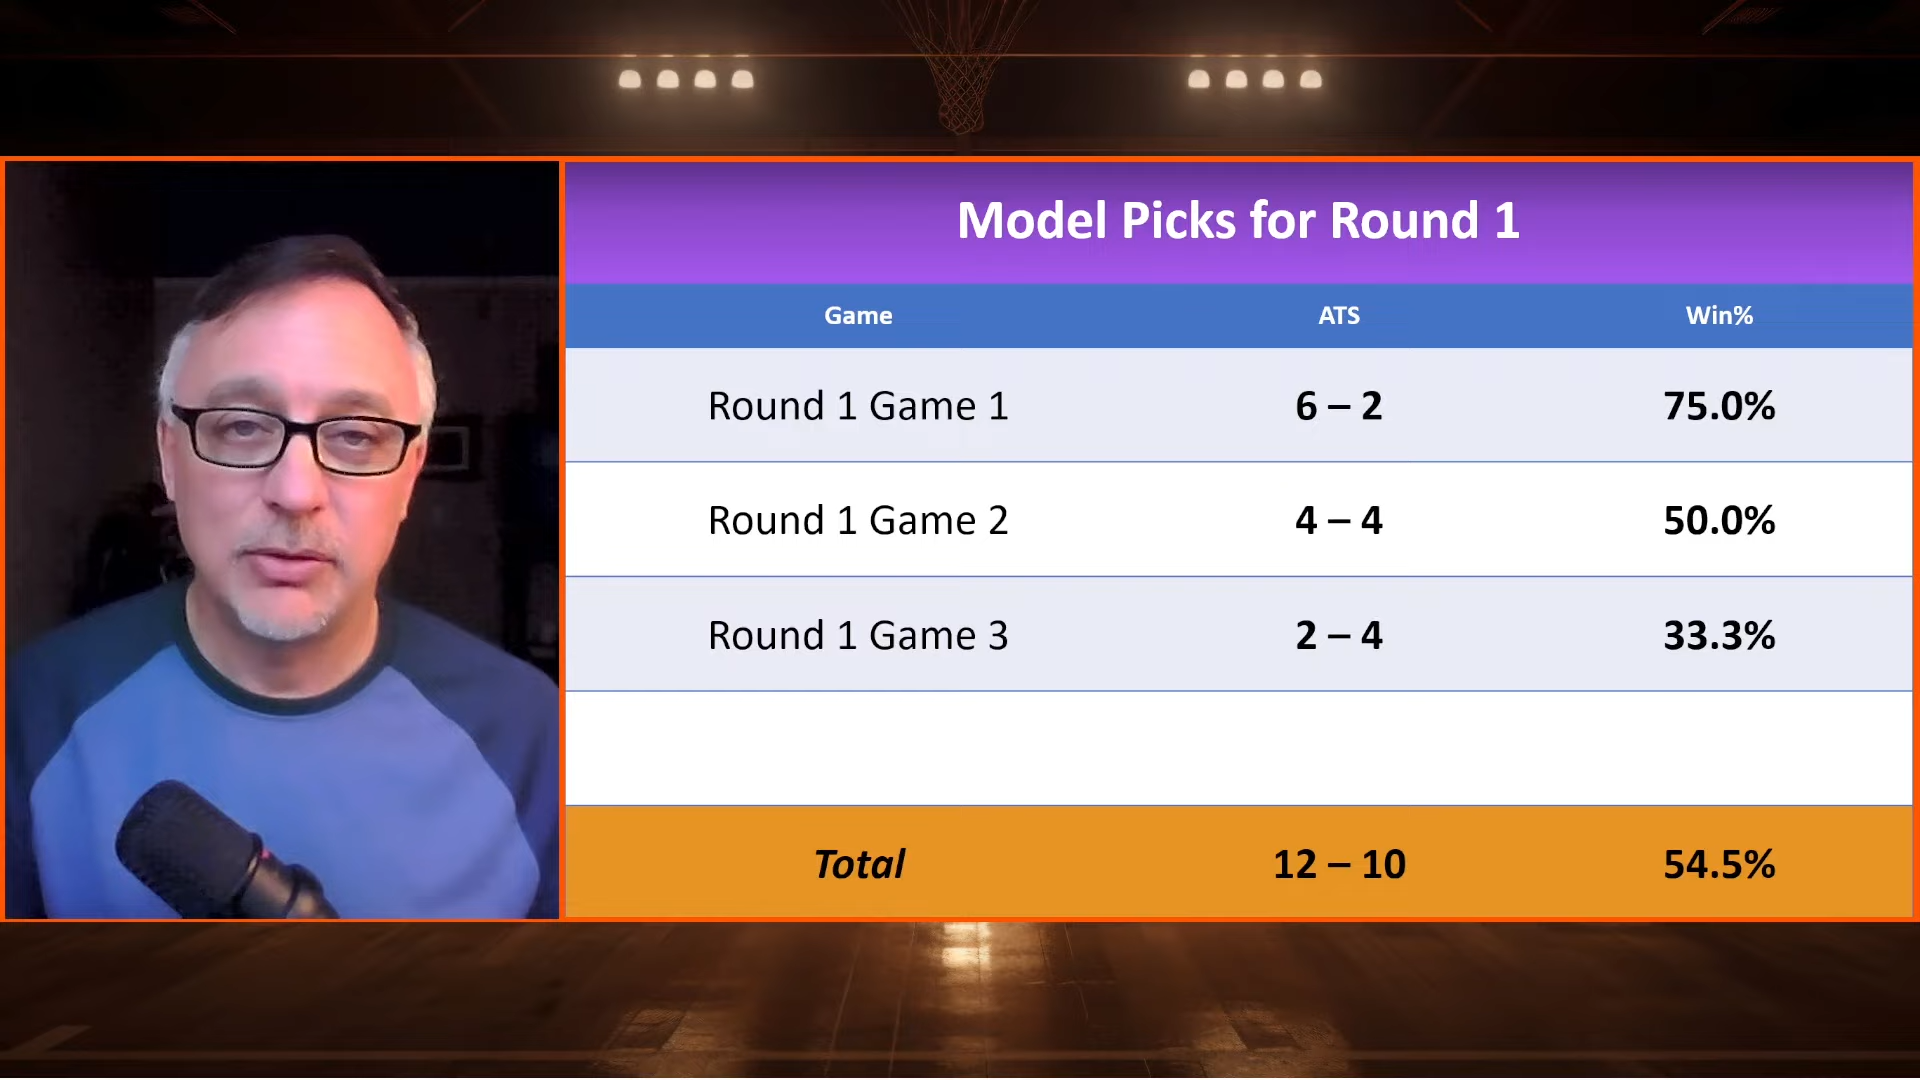 Model Picks for Round 1
Game ATS Win%
Round 1 Game 1 6 – 2 75.0%
Round 1 Game 2 4 – 4 50.0%
Round 1 Game 3 2 – 4 33.3%
Total 12 – 10 54.5%